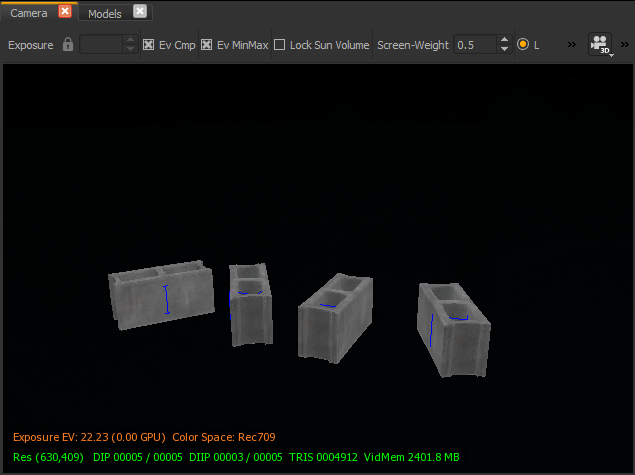 Camera Models
Exposure Ev Cmp Ev MinMax Lock Sun Volume Screen-Weight 0.5 L » 3D »
Exposure EV: 22.23 (0.00 GPU) Color Space: Rec709
Res (630,409) DIP 00005 / 00005 DIIP 00003 / 00005 TRIS 0004912 VidMem 2401.8 MB